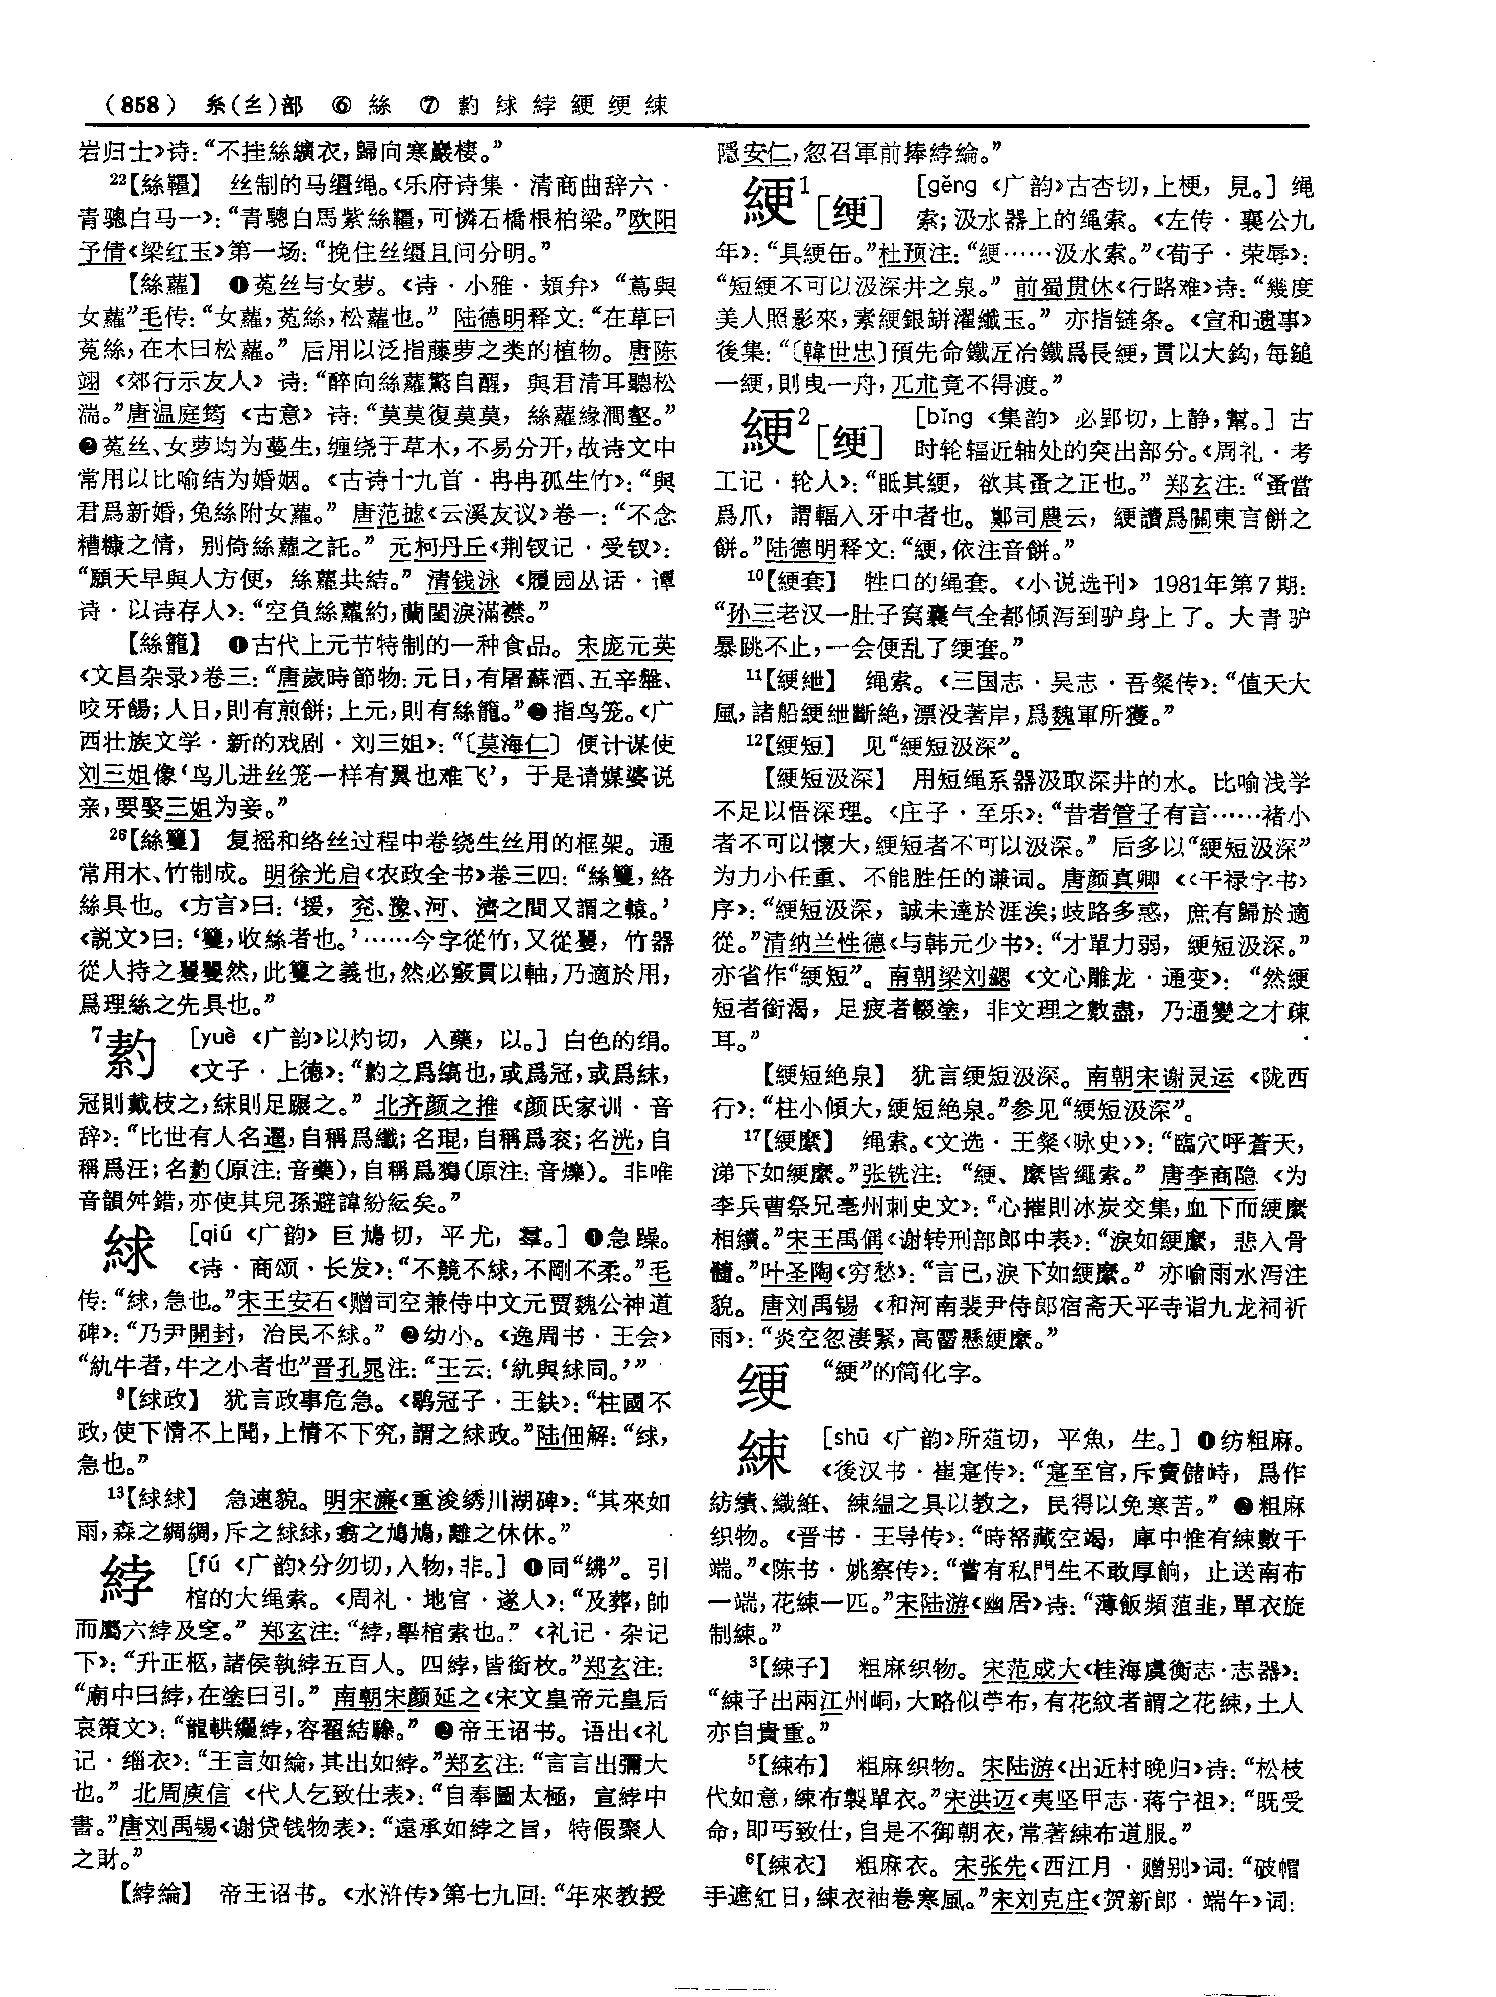 (858) 糸(纟)部 ⑥絲 ⑦䋤絿綍綆绠綀
岩归士》诗：“不挂絲纊衣，歸向寒巖棲。”
22【絲韁】 丝制的马缰绳。《乐府诗集·清商曲辞六·
青骢白马一》：“青驄白馬紫絲韁，可憐石橋根柏梁。”欧阳
予倩《梁红玉》第一场：“挽住丝缰且问分明。”
【絲蘿】 ❶菟丝与女萝。《诗·小雅·頍弁》“蔦與
女蘿”毛传：“女蘿，菟絲，松蘿也。” 陆德明释文：“在草曰
菟絲，在木曰松蘿。” 后用以泛指藤萝之类的植物。唐陈
翊《郊行示友人》诗：“醉向絲蘿驚自醒，與君清耳聽松
湍。”唐温庭筠《古意》诗：“莫莫復莫莫，絲蘿緣澗壑。”
❷菟丝、女萝均为蔓生，缠绕于草木，不易分开，故诗文中
常用以比喻结为婚姻。《古诗十九首·冉冉孤生竹》：“與
君爲新婚，兔絲附女蘿。” 唐范摅《云溪友议》卷一：“不念
糟糠之情，别倚絲蘿之託。” 元柯丹丘《荆钗记·受钗》：
“願天早與人方便，絲蘿共結。” 清钱泳《履园丛话·谭
诗·以诗存人》：“空負絲蘿約，蘭閨淚滿襟。”
【絲籠】 ❶古代上元节特制的一种食品。宋庞元英
《文昌杂录》卷三：“唐歲時節物：元日，有屠蘇酒、五辛盤、
咬牙餳；人日，則有煎餅；上元，則有絲籠。”❷指鸟笼。《广
西壮族文学·新的戏剧·刘三姐》：“〔莫海仁〕便计谋使
刘三姐像‘鸟儿进丝笼一样有翼也难飞’，于是请媒婆说
亲，要娶三姐为妾。”
26【絲籰】 复摇和络丝过程中卷绕生丝用的框架。通
常用木、竹制成。明徐光启《农政全书》卷三四：“絲籰，絡
絲具也。《方言》曰：‘援，兖、豫、河、濟之間又謂之轅。’
《説文》曰：‘籰，收絲者也。’……今字從竹，又從矍，竹器
從人持之矍矍然，此籰之義也，然必竅貫以軸，乃適於用，
爲理絲之先具也。”
7䋤 [yuè 《广韵》以灼切，入藥，以。] 白色的绢。
《文子·上德》：“䋤之爲縞也，或爲冠，或爲絑，
冠則戴枝之，絑則足蹍之。” 北齐颜之推《颜氏家训·音
辞》：“比世有人名暹，自稱爲纖；名琨，自稱爲衮；名洸，自
稱爲汪；名䋤（原注：音藥），自稱爲獡（原注：音爍）。非唯
音韻舛錯，亦使其兒孫避諱紛紜矣。”
絿 [qiú 《广韵》巨鳩切，平尤，羣。] ❶急躁。
《诗·商颂·长发》：“不競不絿，不剛不柔。”毛
传：“絿，急也。”宋王安石《赠司空兼侍中文元贾魏公神道
碑》：“乃尹開封，治民不絿。” ❷幼小。《逸周书·王会》
“紈牛者，牛之小者也”晋孔晁注：“王云：‘紈與絿同。’”
9【絿政】 犹言政事危急。《鶡冠子·王鈇》：“柱國不
政，使下情不上聞，上情不下究，謂之絿政。”陆佃解：“絿，
急也。”
13【絿絿】 急速貌。明宋濂《重浚绣川湖碑》：“其來如
雨，森之綢綢，斥之絿絿，翕之鳩鳩，離之休休。”
綍 [fú 《广韵》分勿切，入物，非。] ❶同“绋”。引
棺的大绳索。《周礼·地官·遂人》：“及葬，帥
而屬六綍及窆。” 郑玄注：“綍，舉棺索也。” 《礼记·杂记
下》：“升正柩，諸侯執綍五百人。四綍，皆銜枚。”郑玄注：
“廟中曰綍，在塗曰引。” 南朝宋颜延之《宋文皇帝元皇后
哀策文》：“龍軼纚綍，容翟結驂。” ❷帝王诏书。语出《礼
记·缁衣》：“王言如綸，其出如綍。”郑玄注：“言言出彌大
也。” 北周庾信《代人乞致仕表》：“自奉圖太極，宣綍中
書。”唐刘禹锡《谢贷钱物表》：“遠承如綍之旨，特假聚人
之財。”
【綍綸】 帝王诏书。《水浒传》第七九回：“年來教授
隱安仁，忽召軍前捧綍綸。”
綆1[绠] [gěng 《广韵》古杏切，上梗，見。] 绳
索；汲水器上的绳索。《左传·襄公九
年》：“具綆缶。”杜预注：“綆……汲水索。”《荀子·荣辱》：
“短綆不可以汲深井之泉。” 前蜀贯休《行路难》诗：“幾度
美人照影來，素綆銀缾濯纖玉。” 亦指链条。《宣和遗事》
後集：“〔韓世忠〕預先命鐵匠冶鐵爲長綆，貫以大鈎，每鎚
一綆，則曳一舟，兀朮竟不得渡。”
綆2[绠] [bǐng 《集韵》必郢切，上静，幫。] 古
时轮辐近轴处的突出部分。《周礼·考
工记·轮人》：“眡其綆，欲其蚤之正也。” 郑玄注：“蚤當
爲爪，謂輻入牙中者也。鄭司農云，綆讀爲關東言餅之
餅。”陆德明释文：“綆，依注音餅。”
10【綆套】 牲口的绳套。《小说选刊》1981年第7期：
“孙三老汉一肚子窝囊气全都倾泻到驴身上了。大青驴
暴跳不止，一会便乱了绠套。”
11【綆紲】 绳索。《三国志·吴志·吾粲传》：“值天大
風，諸船綆紲斷絶，漂没著岸，爲魏軍所獲。”
12【綆短】 见“綆短汲深”。
【綆短汲深】 用短绳系器汲取深井的水。比喻浅学
不足以悟深理。《庄子·至乐》：“昔者管子有言……褚小
者不可以懷大，綆短者不可以汲深。” 后多以“綆短汲深”
为力小任重、不能胜任的谦词。唐颜真卿《〈干禄字书〉
序》：“綆短汲深，誠未達於涯涘；歧路多惑，庶有歸於適
從。”清纳兰性德《与韩元少书》：“才單力弱，綆短汲深。”
亦省作“綆短”。南朝梁刘勰《文心雕龙·通变》：“然綆
短者銜渴，足疲者輟塗，非文理之數盡，乃通變之才疎
耳。”
【綆短絶泉】 犹言綆短汲深。南朝宋谢灵运《陇西
行》：“柱小傾大，綆短絶泉。”参见“綆短汲深”。
17【綆縻】 绳索。《文选·王粲〈咏史〉》：“臨穴呼蒼天，
涕下如綆縻。”张铣注：“綆、縻皆繩索。” 唐李商隐《为
李兵曹祭兄亳州刺史文》：“心摧則冰炭交集，血下而綆縻
相續。”宋王禹偁《谢转刑部郎中表》：“淚如綆縻，悲入骨
髓。”叶圣陶《穷愁》：“言已，淚下如綆縻。” 亦喻雨水泻注
貌。唐刘禹锡《和河南裴尹侍郎宿斋天平寺诣九龙祠祈
雨》：“炎空忽淒緊，高霤懸綆縻。”
绠 “綆”的简化字。
綀 [shū 《广韵》所葅切，平魚，生。] ❶纺粗麻。
《後汉书·崔寔传》：“寔至官，斥賣儲峙，爲作
紡績、織絍、綀緼之具以教之，民得以免寒苦。” ❷粗麻
织物。《晋书·王导传》：“時帑藏空竭，庫中惟有綀數千
端。”《陈书·姚察传》：“嘗有私門生不敢厚餉，止送南布
一端，花綀一匹。”宋陆游《幽居》诗：“薄飯頻葅韭，單衣旋
制綀。”
3【綀子】 粗麻织物。宋范成大《桂海虞衡志·志器》：
“綀子出兩江州峒，大略似苧布，有花紋者謂之花綀，土人
亦自貴重。”
5【綀布】 粗麻织物。宋陆游《出近村晚归》诗：“松枝
代如意，綀布製單衣。”宋洪迈《夷坚甲志·蒋宁祖》：“既受
命，即丐致仕，自是不御朝衣，常著綀布道服。”
6【綀衣】 粗麻衣。宋张先《西江月·赠别》词：“破帽
手遮紅日，綀衣袖卷寒風。”宋刘克庄《贺新郎·端午》词：